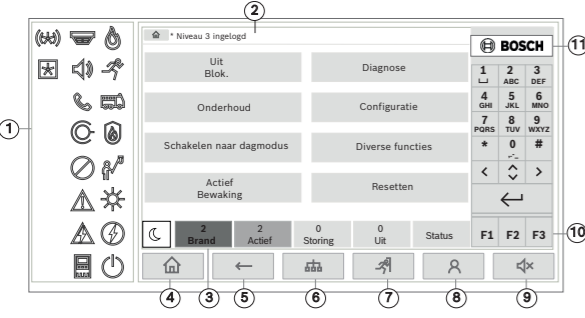 2
* Niveau 3 ingelogd
BOSCH
11
Uit
Blok.
Diagnose
Onderhoud
Configuratie
Schakelen naar dagmodus
Diverse functies
Actief
Bewaking
Resetten
1
1 2 3
ABC DEF
4 5 6
GHI JKL MNO
7 8 9
PQRS TUV WXYZ
* 0 #
2 2 0 0
Brand Actief Storing Uit Status
F1 F2 F3
10
4 3 5 6 7 8 9